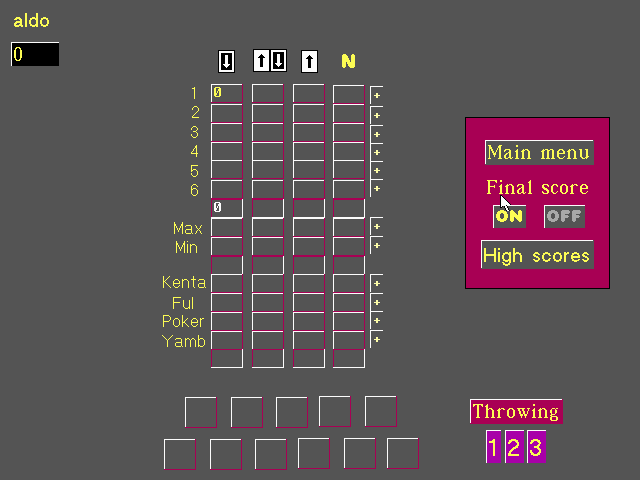 aldo
0
↓ ↑↓ ↑ N
1 0 +
2 +
3 +
4 +
5 +
6 +
0
Max +
Min +
Kenta +
Ful +
Poker +
Yamb +
Main menu
Final score
ON OFF
High scores
Throwing
1 2 3